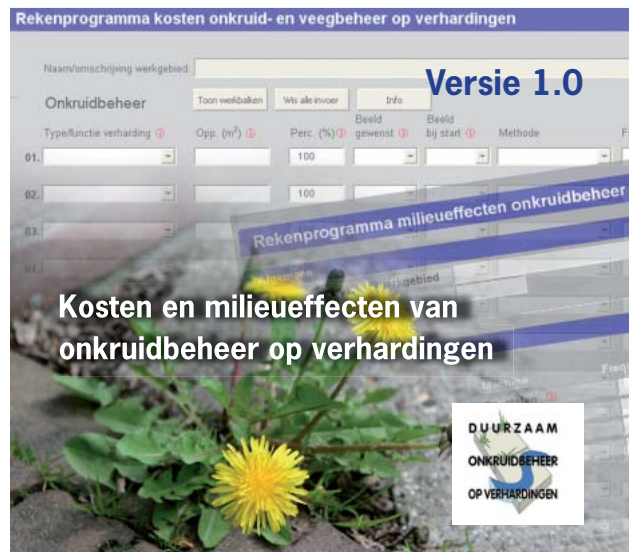 Rekenprogramma kosten onkruid- en veegbeheer op verhardingen
Naam/omschrijving werkgebied:
Versie 1.0
Onkruidbeheer
Toon werkbalken
Wis alle invoer
Info
Type/functie verharding
Opp. (m²)
Perc. (%)
Beeld gewenst
Beeld bij start
Methode
01.
100
02.
100
03.
Rekenprogramma milieueffecten onkruidbeheer
Kosten en milieueffecten van
onkruidbeheer op verhardingen
Machine
DUURZAAM
ONKRUIDBEHEER
OP VERHARDINGEN